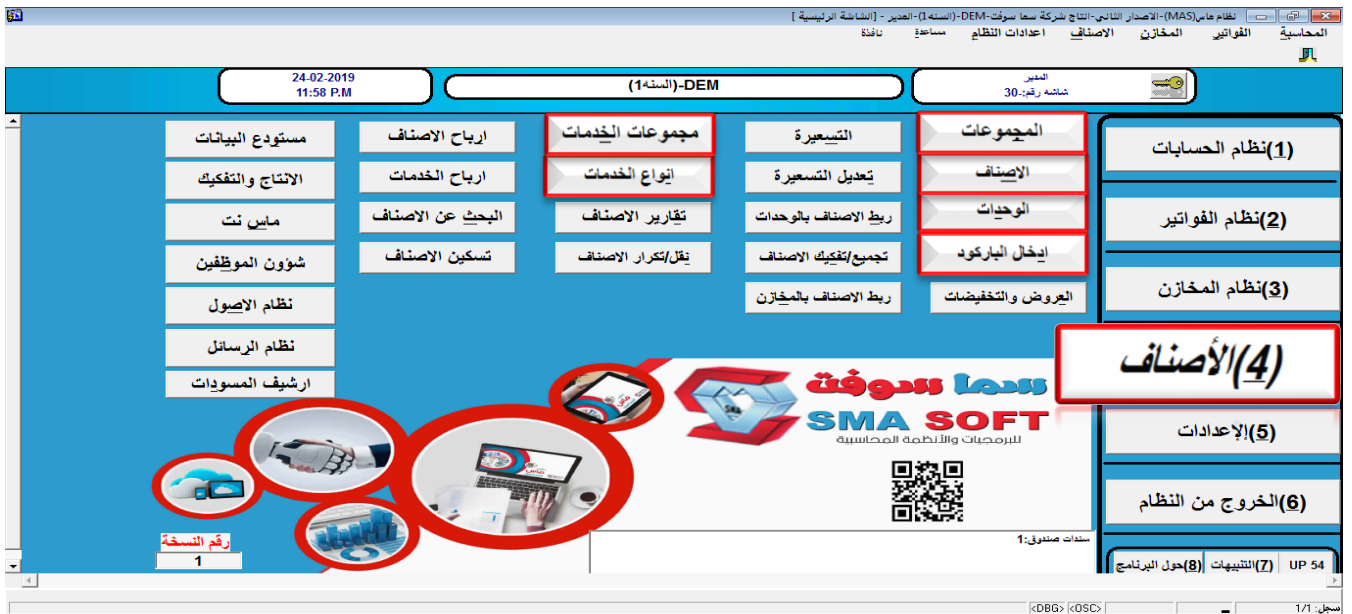 نظام ماس(MAS)-الاصدار الثاني-انتاج شركة سما سوفت-DEM-(السنه1)-المدير - [الشاشة الرئيسية ]
المحاسبة الفواتير المخازن الاصناف اعدادات النظام مساعدة نافذة
المدير
شاشه رقم:-30
DEM-(السنه1)
24-02-2019
11:58 P.M
(1)نظام الحسابات
(2)نظام الفواتير
(3)نظام المخازن
(4)الأصناف
(5)الإعدادات
(6)الخروج من النظام
UP 54 (7)التنبيهات (8)حول البرنامج
المجموعات
الاصناف
الوحدات
ادخال الباركود
العروض والتخفيضات
التسعيرة
تعديل التسعيرة
ربط الاصناف بالوحدات
تجميع/تفكيك الاصناف
ربط الاصناف بالمخازن
مجموعات الخدمات
انواع الخدمات
تقارير الاصناف
نقل/تكرار الاصناف
ارباح الاصناف
ارباح الخدمات
البحث عن الاصناف
تسكين الاصناف
مستودع البيانات
الانتاج والتفكيك
ماس نت
شؤون الموظفين
نظام الاصول
نظام الرسائل
ارشيف المسودات
سما سوفت
SMA SOFT
للبرمجيات والأنظمة المحاسبية
سندات صندوق:1
رقم النسخة
1
سجل: 1/1 <OSC> <DBG>